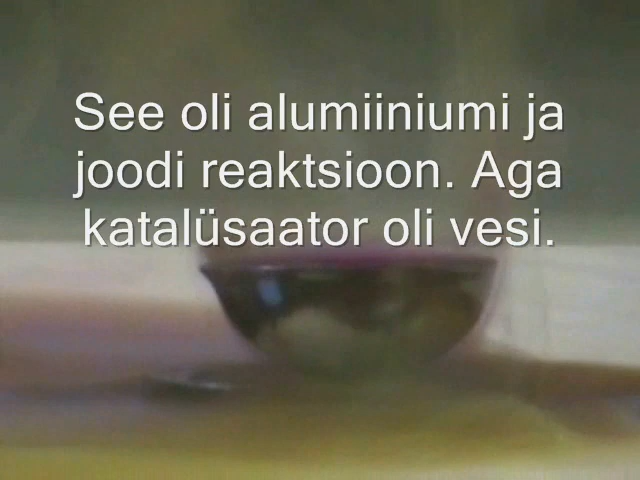 See oli alumiiniumi ja
joodi reaktsioon. Aga
katalüsaator oli vesi.